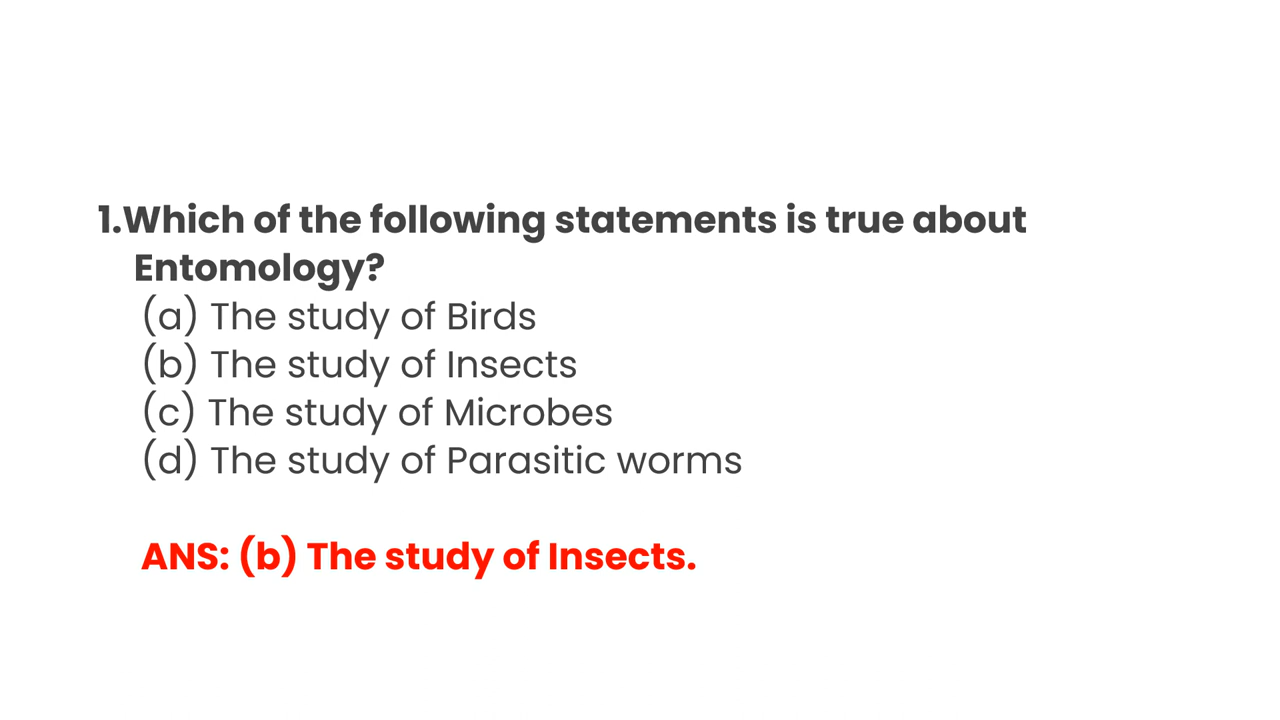 1.Which of the following statements is true about
Entomology?
(a) The study of Birds
(b) The study of Insects
(c) The study of Microbes
(d) The study of Parasitic worms
ANS: (b) The study of Insects.